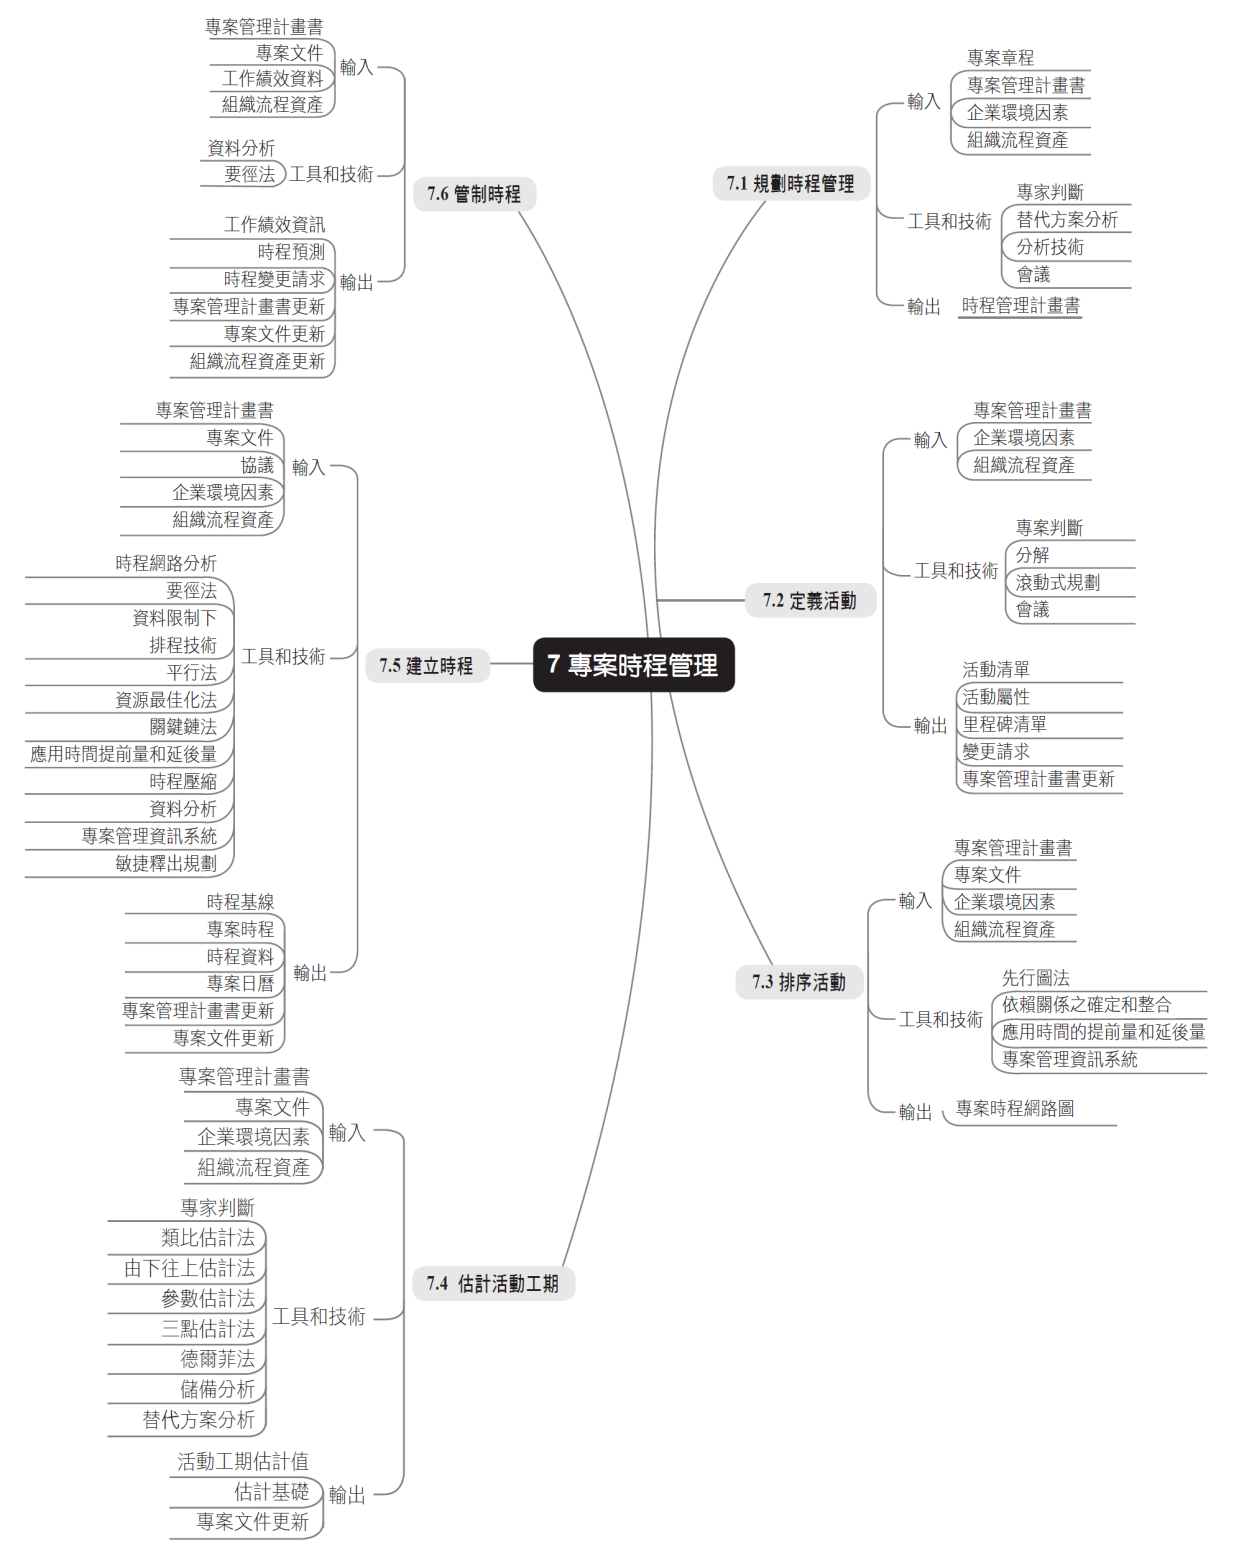 7 專案時程管理
7.1 規劃時程管理
輸入
專案章程
專案管理計畫書
企業環境因素
組織流程資產
工具和技術
專家判斷
替代方案分析
分析技術
會議
輸出
時程管理計畫書
7.2 定義活動
輸入
專案管理計畫書
企業環境因素
組織流程資產
工具和技術
專案判斷
分解
滾動式規劃
會議
輸出
活動清單
活動屬性
里程碑清單
變更請求
專案管理計畫書更新
7.3 排序活動
輸入
專案管理計畫書
專案文件
企業環境因素
組織流程資產
工具和技術
先行圖法
依賴關係之確定和整合
應用時間的提前量和延後量
專案管理資訊系統
輸出
專案時程網路圖
7.4 估計活動工期
輸入
專案管理計畫書
專案文件
企業環境因素
組織流程資產
工具和技術
專家判斷
類比估計法
由下往上估計法
參數估計法
三點估計法
德爾菲法
儲備分析
替代方案分析
輸出
活動工期估計值
估計基礎
專案文件更新
7.5 建立時程
輸入
專案管理計畫書
專案文件
協議
企業環境因素
組織流程資產
工具和技術
時程網路分析
要徑法
資料限制下
排程技術
平行法
資源最佳化法
關鍵鏈法
應用時間提前量和延後量
時程壓縮
資料分析
專案管理資訊系統
敏捷釋出規劃
輸出
時程基線
專案時程
時程資料
專案日曆
專案管理計畫書更新
專案文件更新
7.6 管制時程
輸入
專案管理計畫書
專案文件
工作績效資料
組織流程資產
工具和技術
資料分析
要徑法
輸出
工作績效資訊
時程預測
時程變更請求
專案管理計畫書更新
專案文件更新
組織流程資產更新